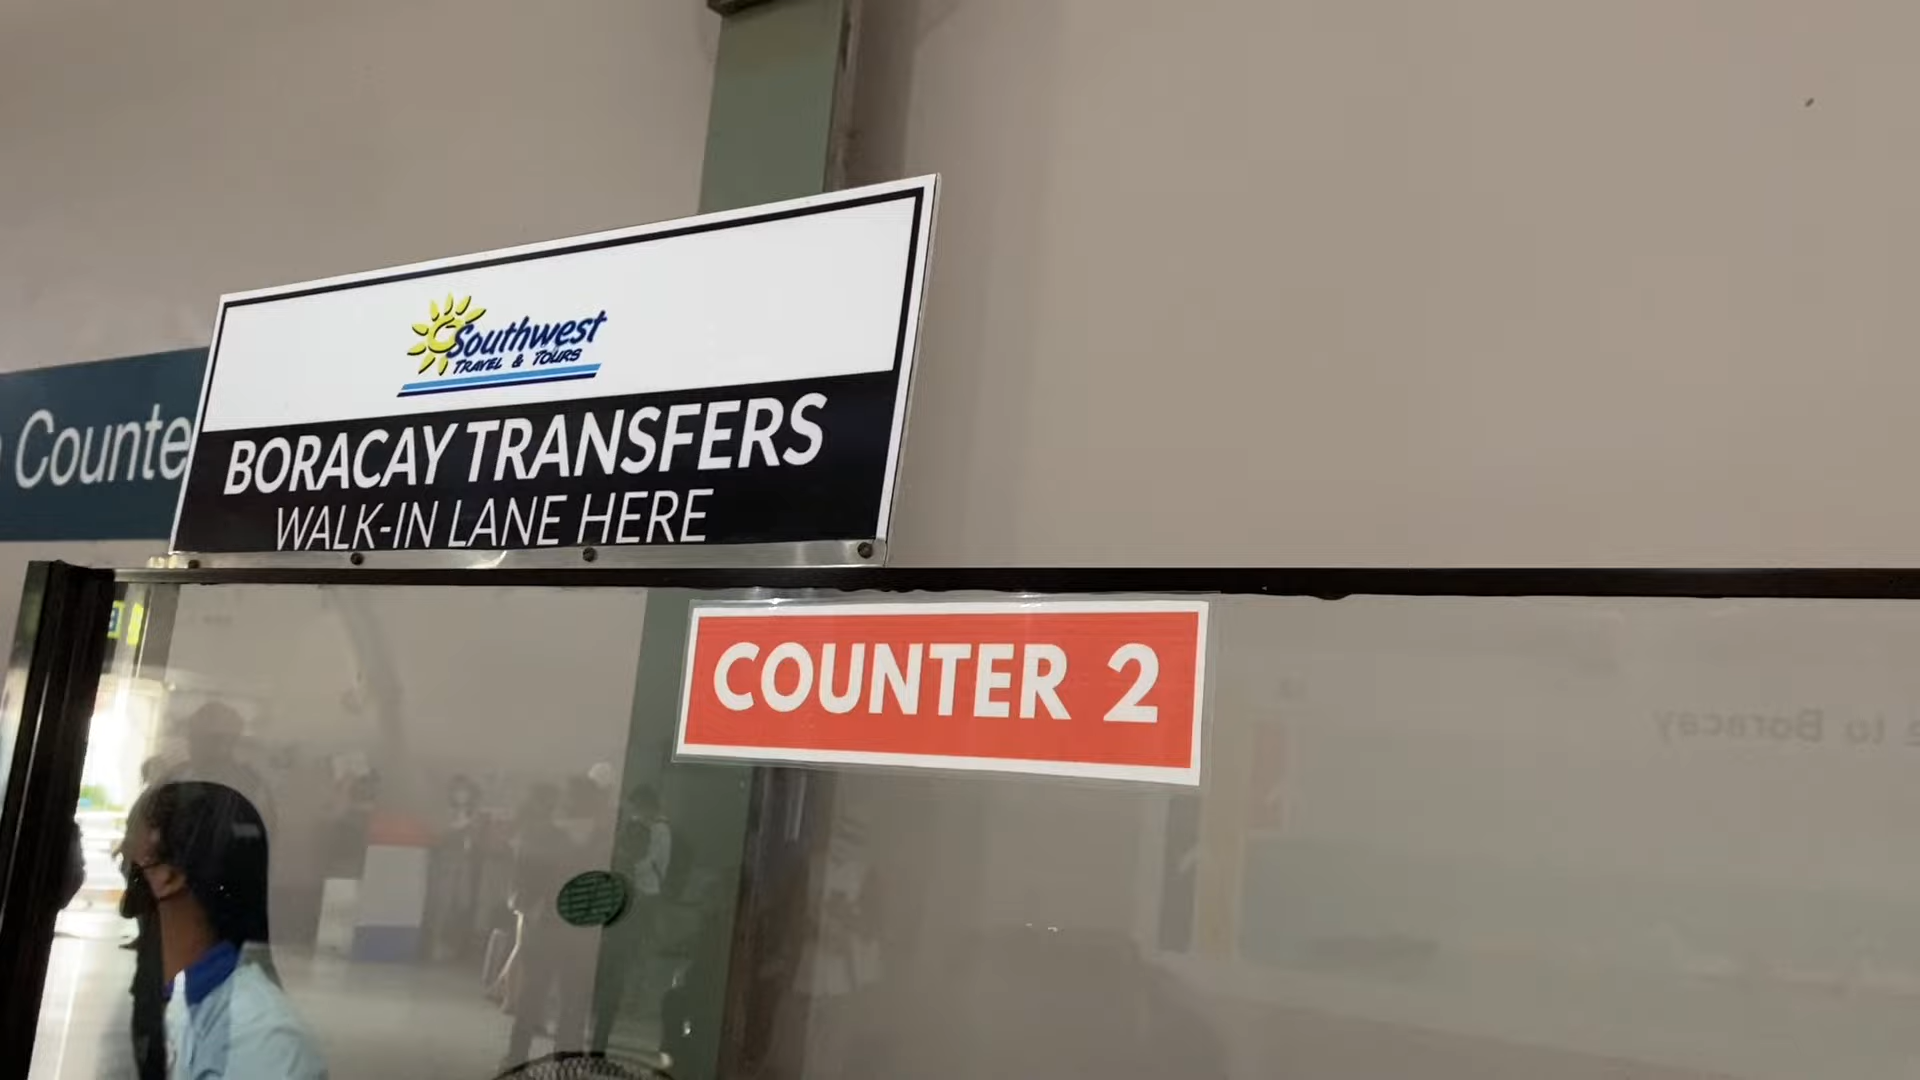 Southwest
TRAVEL & TOURS
BORACAY TRANSFERS
WALK-IN LANE HERE
Counte
COUNTER 2
to Boracay